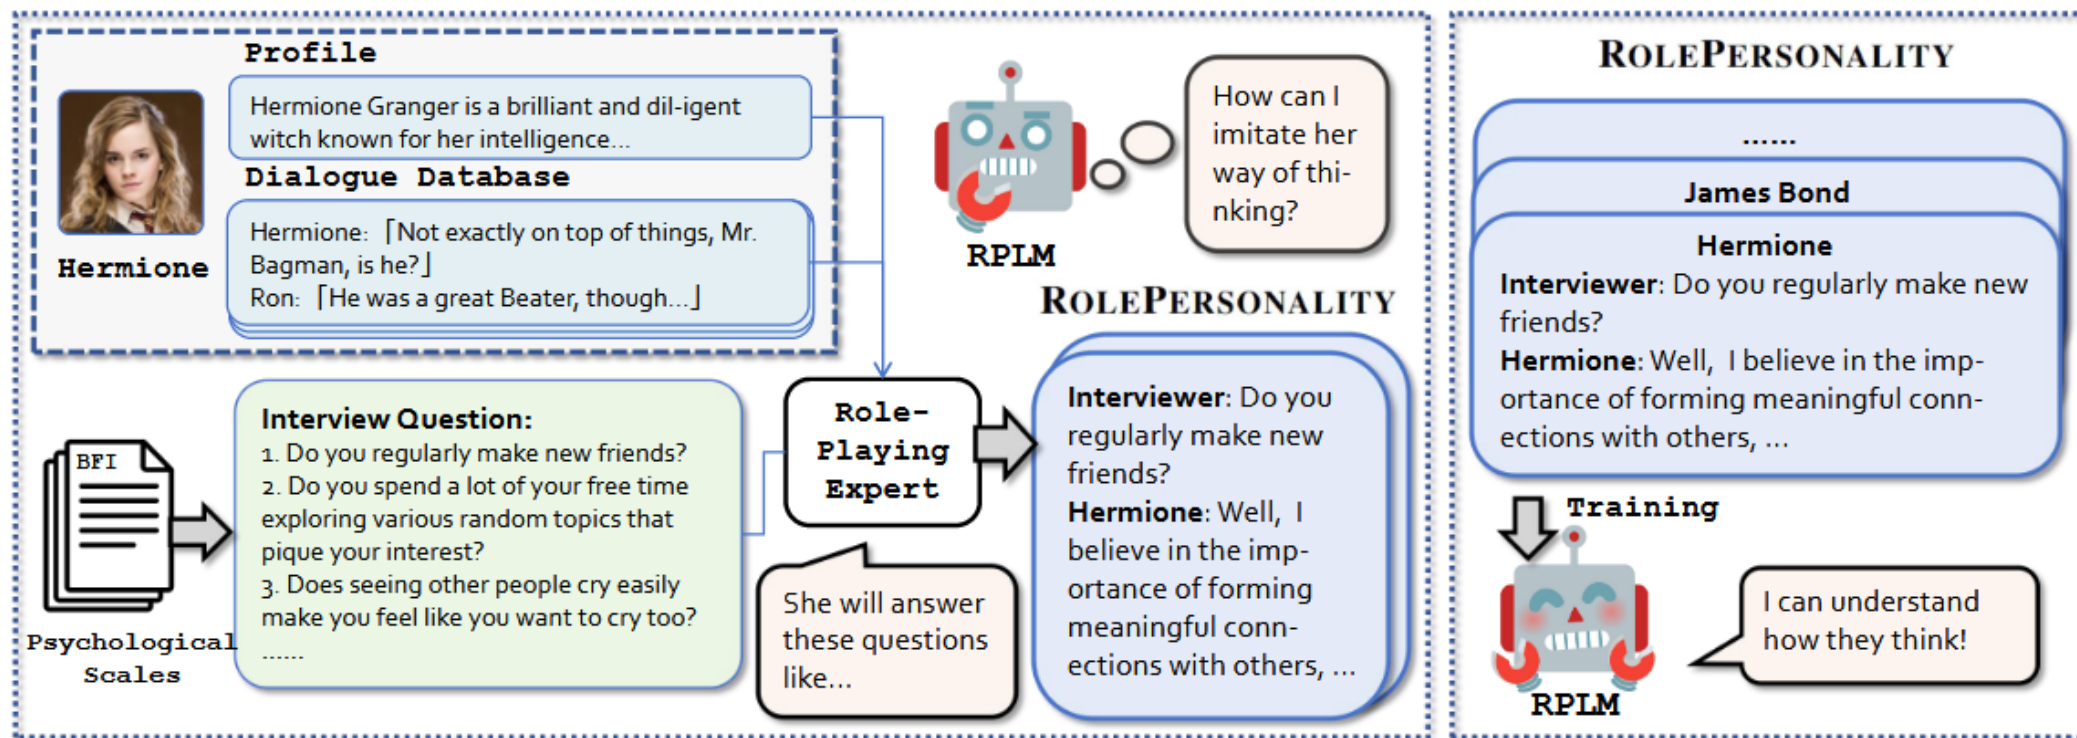 Profile
Hermione Granger is a brilliant and dil-igent
witch known for her intelligence...
Dialogue Database
Hermione: ⌈Not exactly on top of things, Mr.
Bagman, is he?⌋
Ron: ⌈He was a great Beater, though...⌋
Hermione
RPLM
How can I
imitate her
way of thi-
nking?
BFI
Psychological
Scales
Interview Question:
1. Do you regularly make new friends?
2. Do you spend a lot of your free time
exploring various random topics that
pique your interest?
3. Does seeing other people cry easily
make you feel like you want to cry too?
......
Role-
Playing
Expert
She will answer
these questions
like...
ROLEPERSONALITY
Interviewer: Do you
regularly make new
friends?
Hermione: Well, I
believe in the imp-
ortance of forming
meaningful conn-
ections with others, ...
ROLEPERSONALITY
......
James Bond
Hermione
Interviewer: Do you regularly make new
friends?
Hermione: Well, I believe in the imp-
ortance of forming meaningful conn-
ections with others, ...
Training
RPLM
I can understand
how they think!